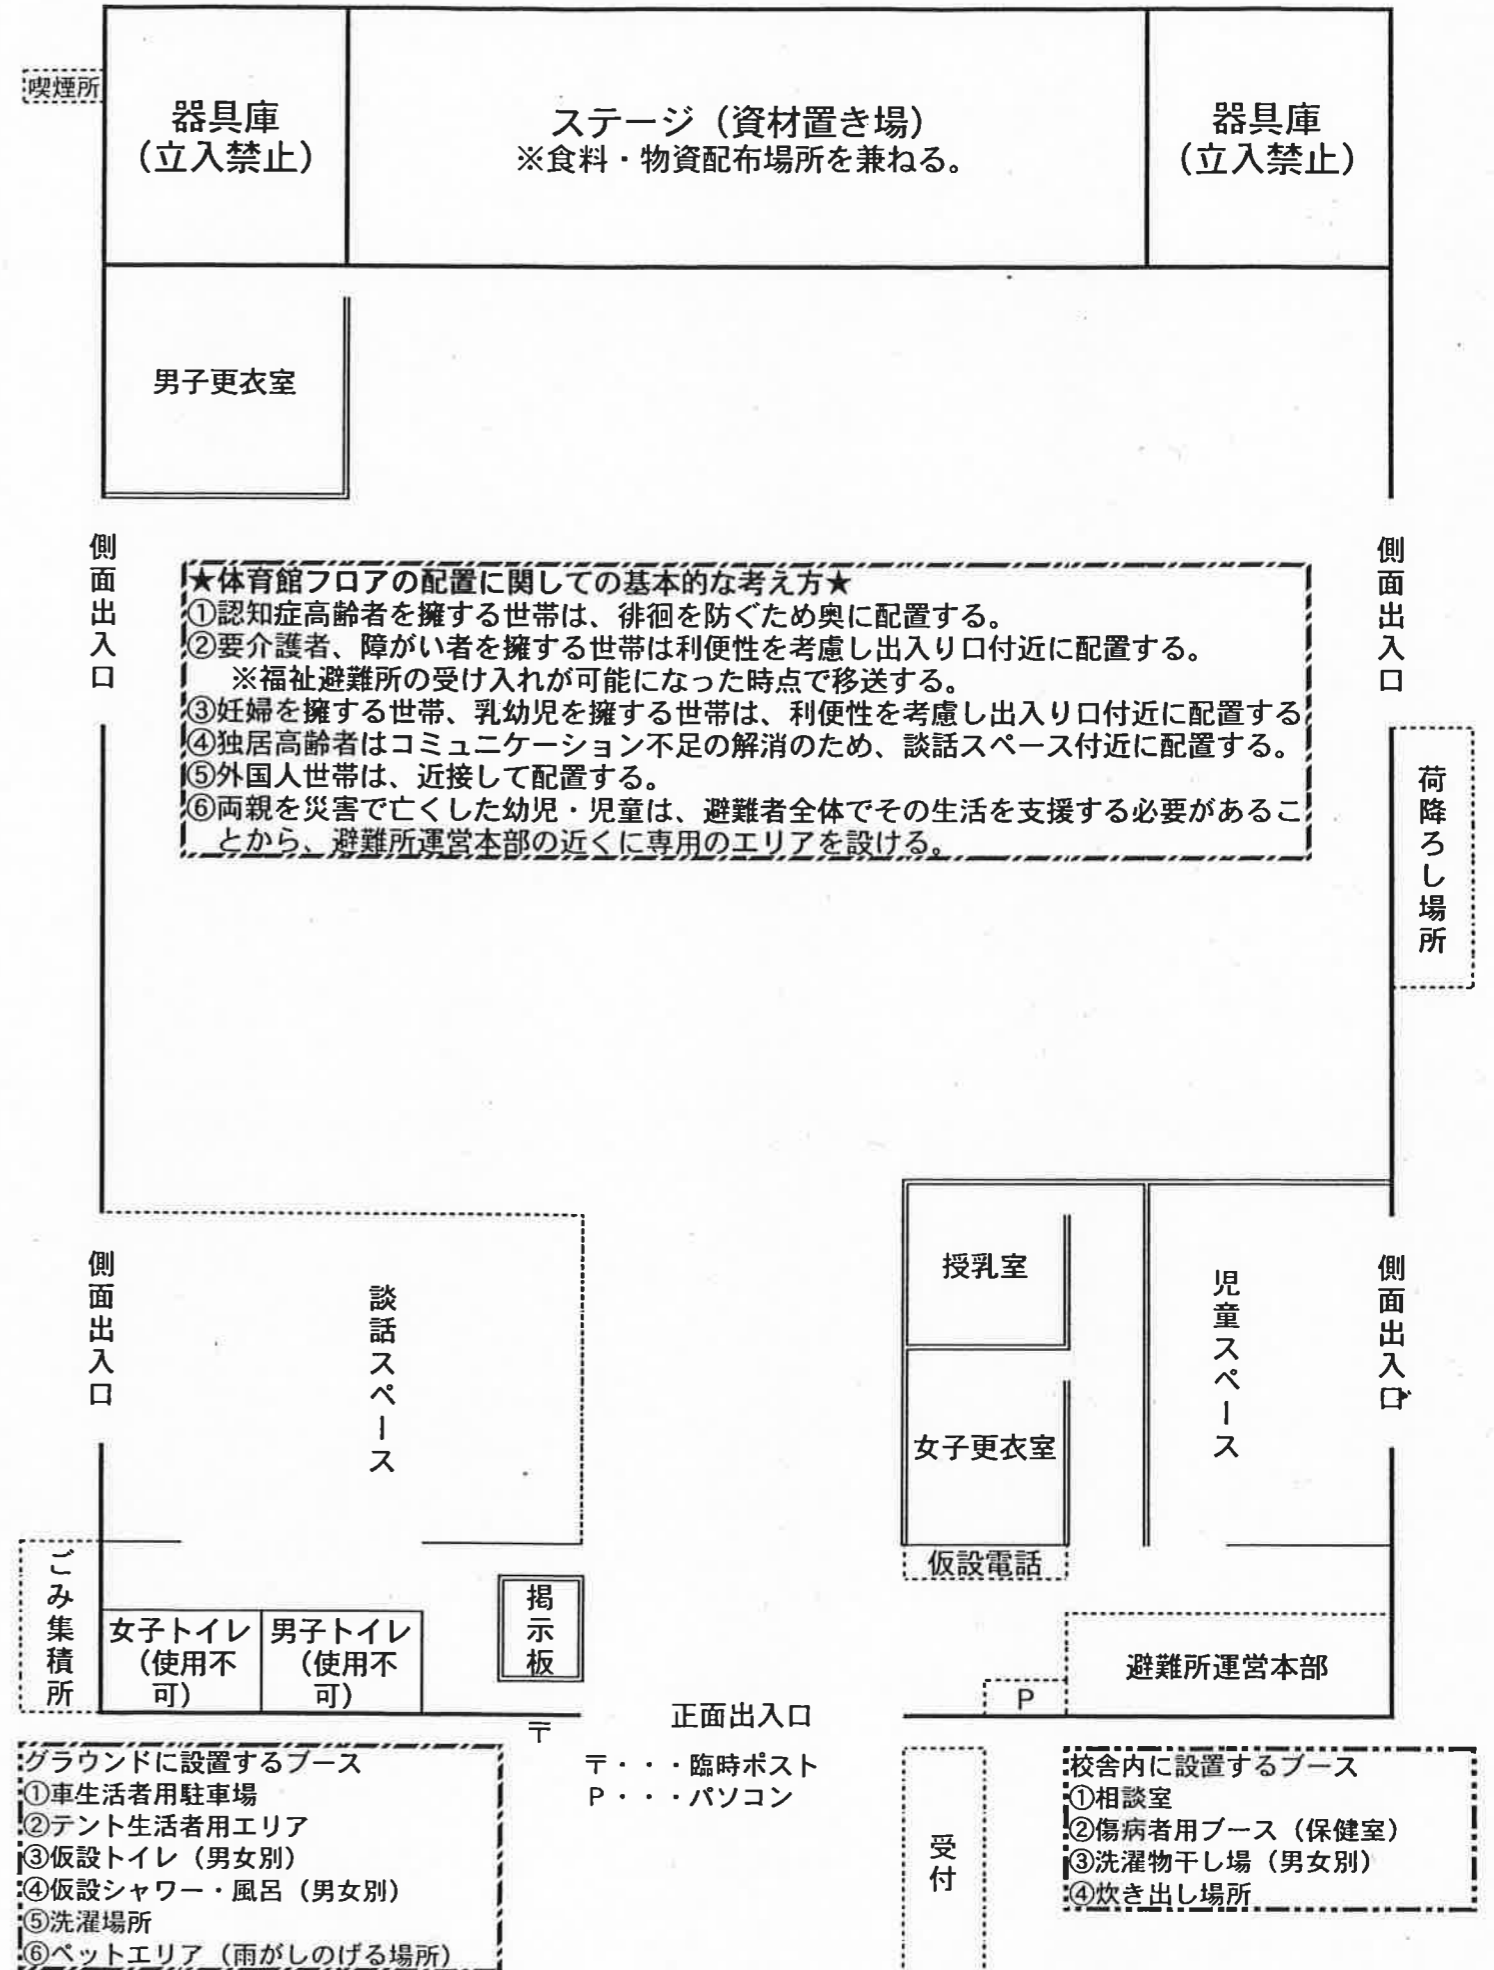 喫煙所
器具庫
（立入禁止）
ステージ（資材置き場）
※食料・物資配布場所を兼ねる。
器具庫
（立入禁止）
男子更衣室
側面出入口
側面出入口
★体育館フロアの配置に関しての基本的な考え方★
①認知症高齢者を擁する世帯は、徘徊を防ぐため奥に配置する。
②要介護者、障がい者を擁する世帯は利便性を考慮し出入り口付近に配置する。
※福祉避難所の受け入れが可能になった時点で移送する。
③妊婦を擁する世帯、乳幼児を擁する世帯は、利便性を考慮し出入り口付近に配置する
④独居高齢者はコミュニケーション不足の解消のため、談話スペース付近に配置する。
⑤外国人世帯は、近接して配置する。
⑥両親を災害で亡くした幼児・児童は、避難者全体でその生活を支援する必要があるこ
とから、避難所運営本部の近くに専用のエリアを設ける。
荷降ろし場所
側面出入口
談話スペース
授乳室
女子更衣室
児童スペース
側面出入口
仮設電話
ごみ集積所
女子トイレ
（使用不
可）
男子トイレ
（使用不
可）
掲示板
避難所運営本部
P
正面出入口
〒
〒・・・臨時ポスト
P・・・パソコン
グラウンドに設置するブース
①車生活者用駐車場
②テント生活者用エリア
③仮設トイレ（男女別）
④仮設シャワー・風呂（男女別）
⑤洗濯場所
⑥ペットエリア（雨がしのげる場所）
受付
校舎内に設置するブース
①相談室
②傷病者用ブース（保健室）
③洗濯物干し場（男女別）
④炊き出し場所